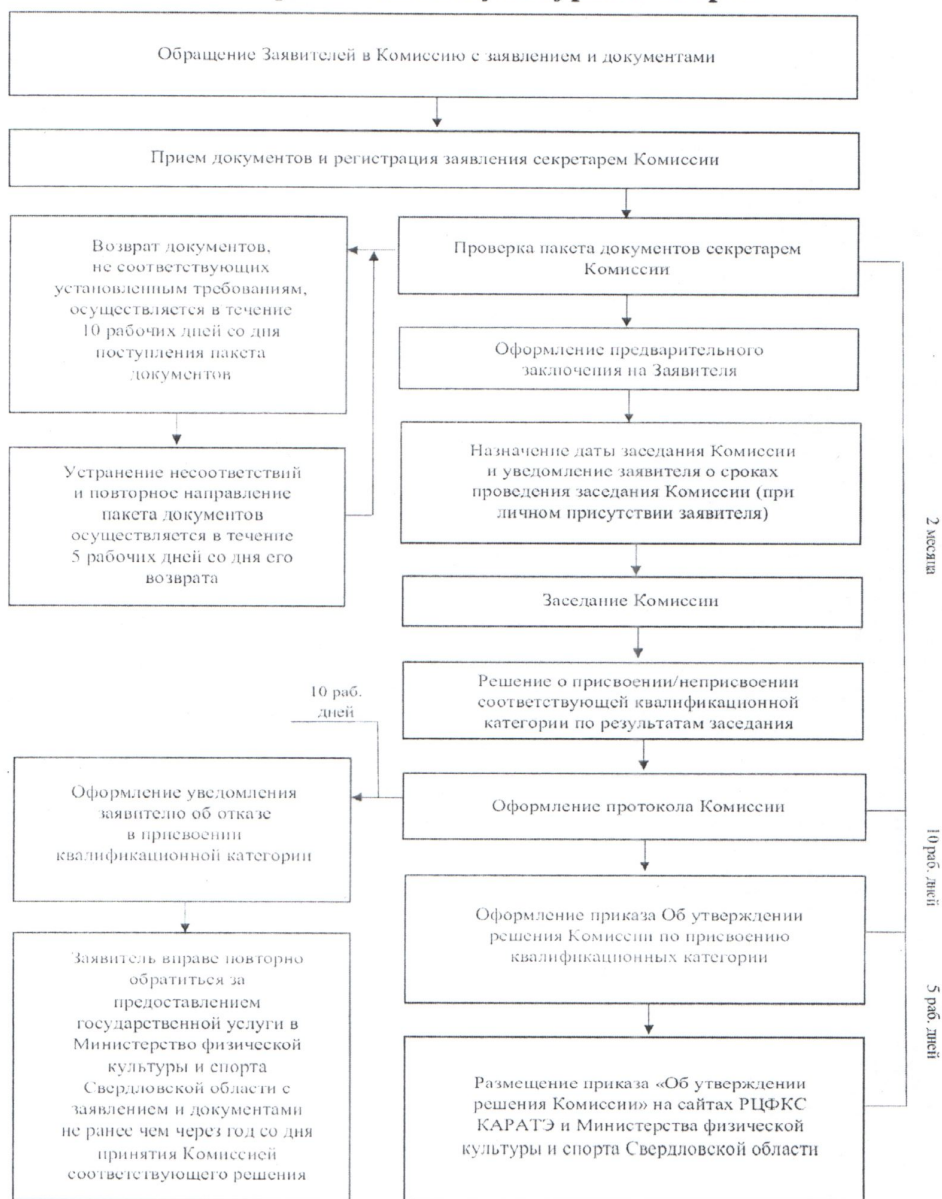 Обращение Заявителей в Комиссию с заявлением и документами
Прием документов и регистрация заявления секретарем Комиссии
Возврат документов,
не соответствующих
установленным требованиям,
осуществляется в течение
10 рабочих дней со дня
поступления пакета
документов
Проверка пакета документов секретарем
Комиссии
Оформление предварительного
заключения на Заявителя
Устранение несоответствий
и повторное направление
пакета документов
осуществляется в течение
5 рабочих дней со дня его
возврата
Назначение даты заседания Комиссии
и уведомление заявителя о сроках
проведения заседания Комиссии (при
личном присутствии заявителя)
2 месяца
Заседание Комиссии
Решение о присвоении/неприсвоении
соответствующей квалификационной
категории по результатам заседания
10 раб.
дней
Оформление уведомления
заявителю об отказе
в присвоении
квалификационной категории
Оформление протокола Комиссии
10 раб. дней
Оформление приказа Об утверждении
решения Комиссии по присвоению
квалификационных категории
5 раб. дней
Заявитель вправе повторно
обратиться за
предоставлением
государственной услуги в
Министерство физической
культуры и спорта
Свердловской области с
заявлением и документами
не ранее чем через год со дня
принятия Комиссией
соответствующего решения
Размещение приказа «Об утверждении
решения Комиссии» на сайтах РЦФКС
КАРАТЭ и Министерства физической
культуры и спорта Свердловской области